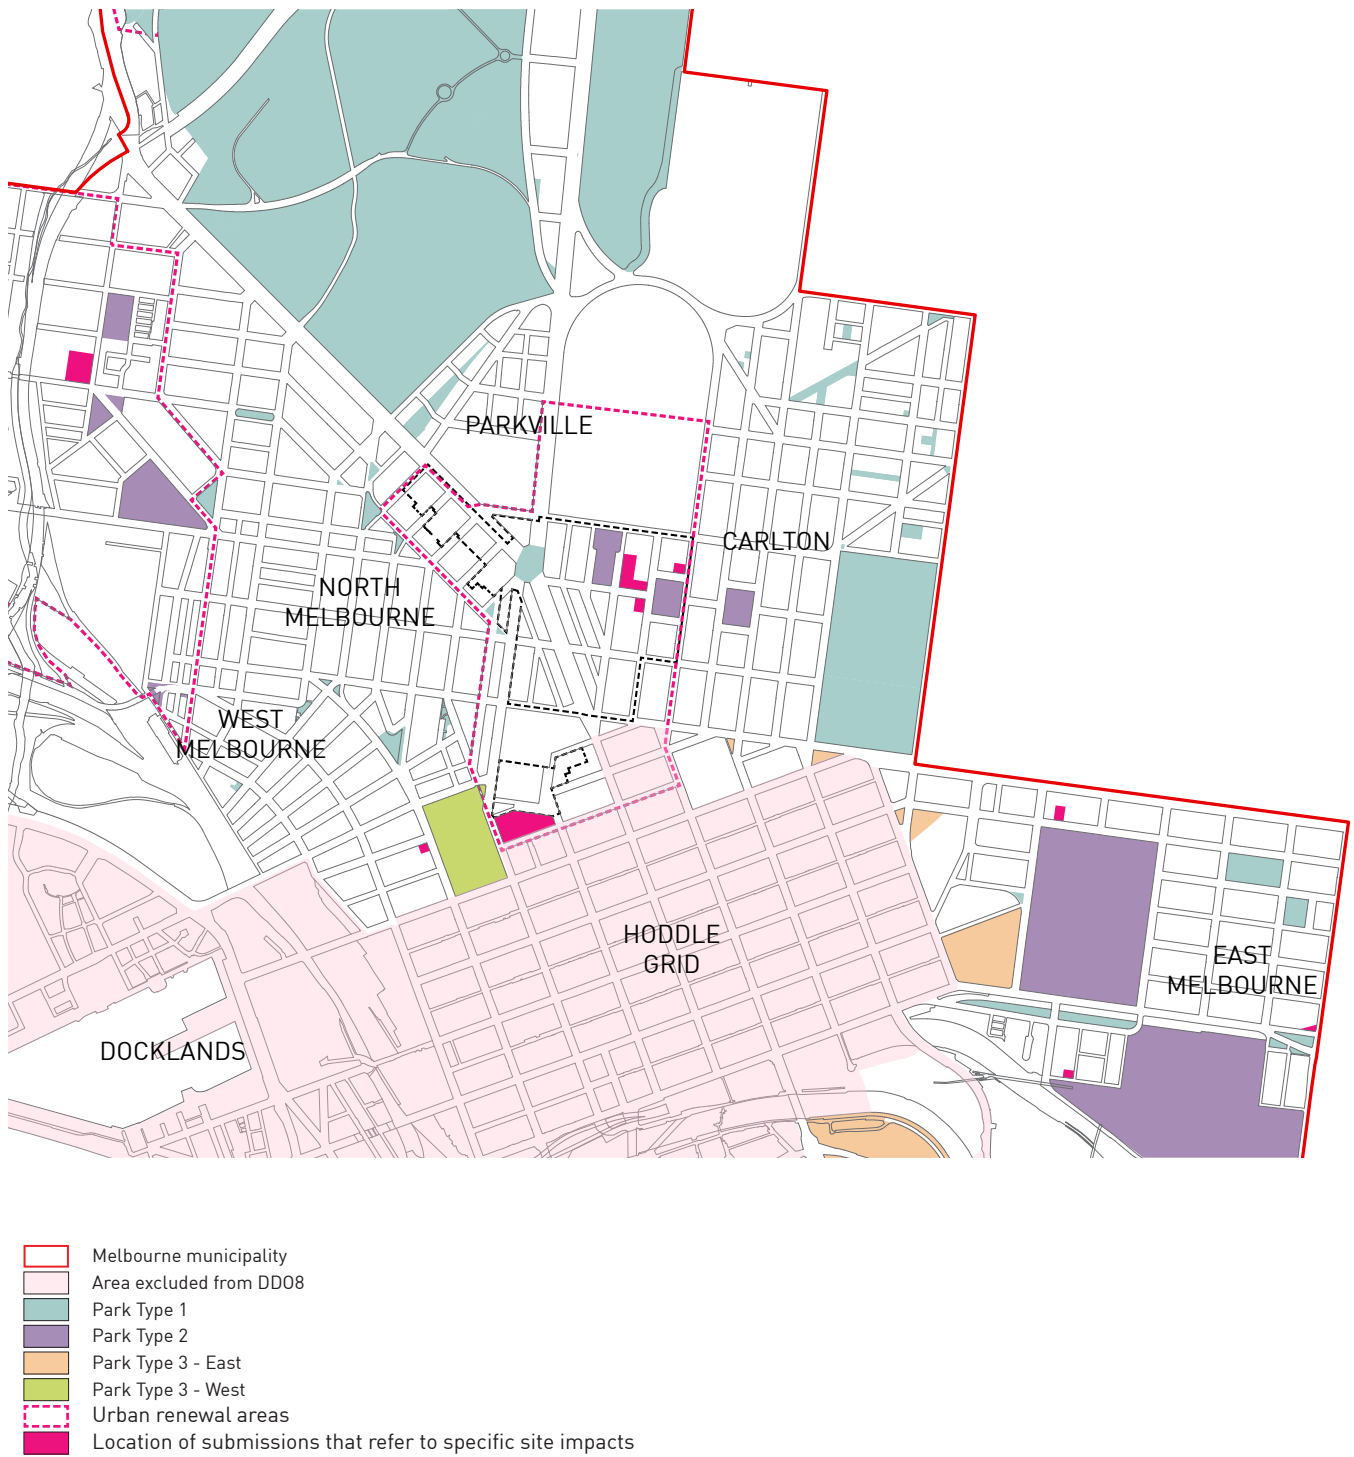 PARKVILLE
CARLTON
NORTH
MELBOURNE
WEST
MELBOURNE
HODDLE
GRID
EAST
MELBOURNE
DOCKLANDS
Melbourne municipality
Area excluded from DDO8
Park Type 1
Park Type 2
Park Type 3 - East
Park Type 3 - West
Urban renewal areas
Location of submissions that refer to specific site impacts